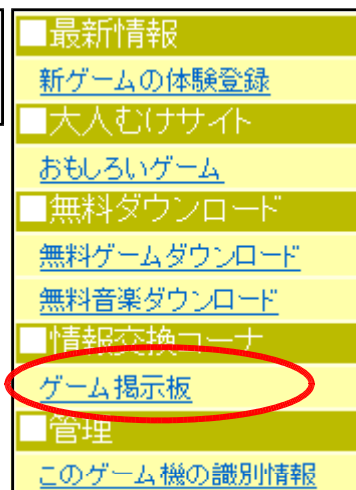 ■最新情報
新ゲームの体験登録
■大人むけサイト
おもしろいゲーム
■無料ダウンロード
無料ゲームダウンロード
無料音楽ダウンロード
■情報交換コーナ
ゲーム掲示板
■管理
このゲーム機の識別情報